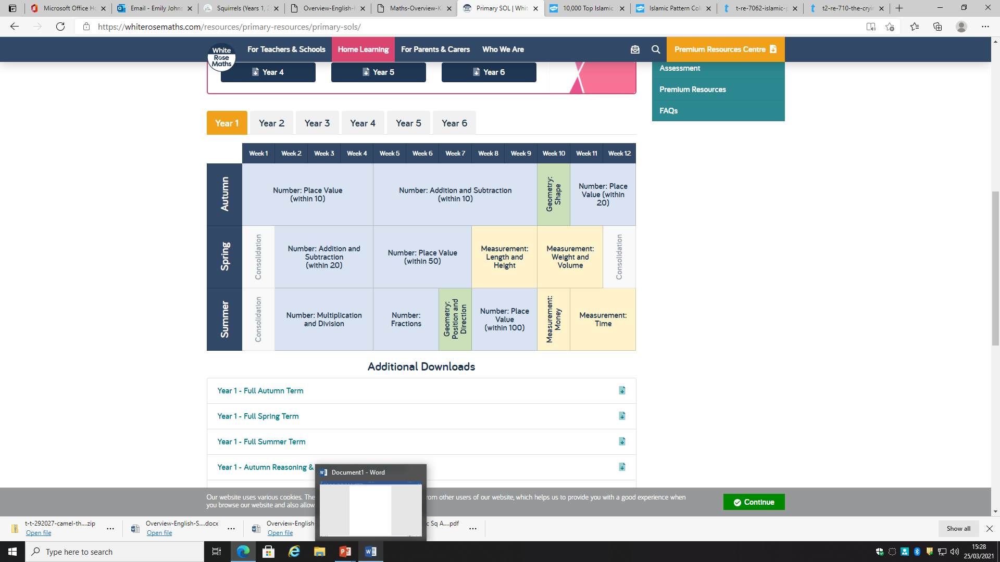 Microsoft Office Ho
Email - Emily Johns
Squirrels (Years 1, 2
Overview-English-
Maths-Overview-K
Primary SOL | Whit
10,000 Top Islamic
Islamic Pattern Col
t-re-7062-islamic-p
t2-re-710-the-cryin
https://whiterosemaths.com/resources/primary-resources/primary-sols/
White
Rose
Maths
For Teachers & Schools
Home Learning
For Parents & Carers
Who We Are
Premium Resources Centre
Year 4
Year 5
Year 6
Assessment
Premium Resources
FAQs
Year 1
Year 2
Year 3
Year 4
Year 5
Year 6
Week 1
Week 2
Week 3
Week 4
Week 5
Week 6
Week 7
Week 8
Week 9
Week 10
Week 11
Week 12
Autumn
Number: Place Value
(within 10)
Number: Addition and Subtraction
(within 10)
Geometry:
Shape
Number: Place
Value (within
20)
Spring
Consolidation
Number: Addition and
Subtraction
(within 20)
Number: Place Value
(within 50)
Measurement:
Length and
Height
Measurement:
Weight and
Volume
Consolidation
Summer
Consolidation
Number: Multiplication
and Division
Number:
Fractions
Geometry:
Position and
Direction
Number: Place
Value
(within 100)
Measurement:
Money
Measurement:
Time
Additional Downloads
Year 1 - Full Autumn Term
Year 1 - Full Spring Term
Year 1 - Full Summer Term
Year 1 - Autumn Reasoning &
Document1 - Word
Our website uses various cookies. The
rom other users of our website, which helps us to provide you with a good experience when
you browse our website and also allow
Continue
t-t-292027-camel-th....zip
Open file
Overview-English-S....docx
Open file
Overview-English-
Open file
c Sq A....pdf
Show all
Type here to search
15:28
25/03/2021